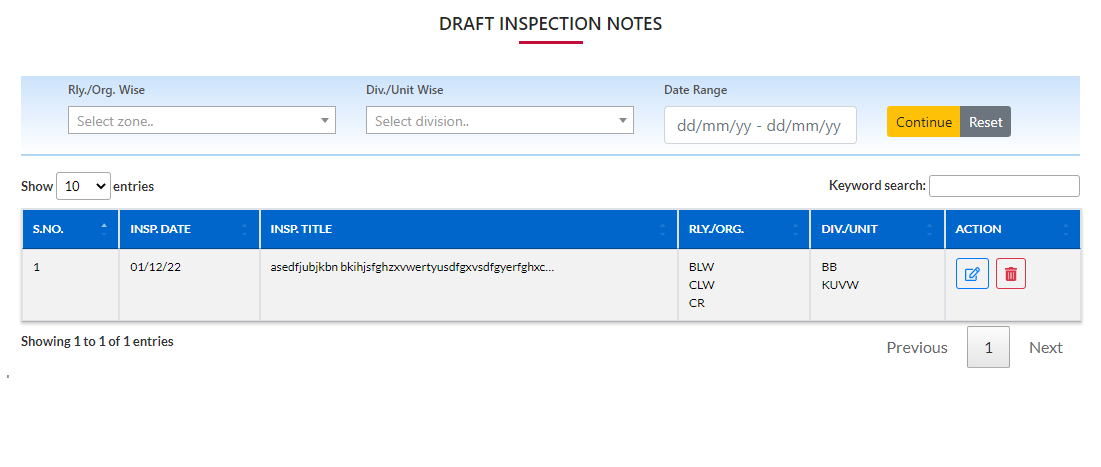 DRAFT INSPECTION NOTES
Rly./Org. Wise Div./Unit Wise Date Range
Select zone.. Select division.. dd/mm/yy - dd/mm/yy Continue Reset
Show 10 entries Keyword search:
S.NO. INSP. DATE INSP. TITLE RLY./ORG. DIV./UNIT ACTION
1 01/12/22 asedfjubjkbn bkihjsfghzxvwertyusdfgxvsdfgyerfghxc... BLW BB
CLW KUVW
CR
Showing 1 to 1 of 1 entries
Previous 1 Next